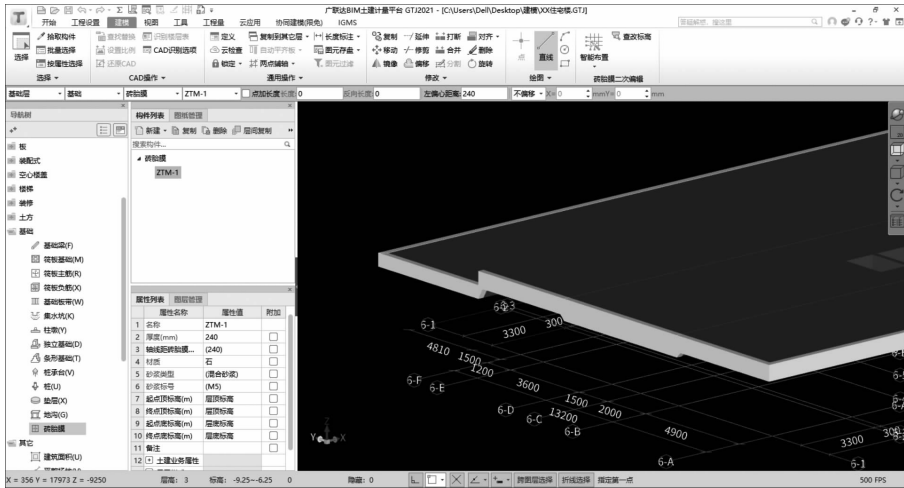 广联达BIM土建计量平台 GTJ2021 - [C:\Users\Dell\Desktop\建模\XX住宅楼.GTJ]
开始 工程设置 建模 视图 工具 工程量 云应用 协同建模(限免) IGMS
选择 拾取构件 批量选择 按属性选择
查找替换 设置比例 还原CAD 识别楼层表 CAD识别选项
定义 云检查 锁定 复制到其它层 自动平齐板 两点辅轴 长度标注 图元存盘 图元过滤
复制 移动 镜像 延伸 修剪 偏移 打断 合并 分割 对齐 删除 旋转
点 直线 智能布置 查改标高
选择 CAD操作 通用操作 修改 绘图 砖胎膜二次编辑
基础层 基础 砖胎膜 ZTM-1 点加长度 长度: 0 反向长度: 0 左偏心距离: 240 不偏移 X= 0 mm Y= 0 mm
导航树
板
装配式
空心楼盖
楼梯
装修
土方
基础
基础梁(F)
筏板基础(M)
筏板主筋(R)
筏板负筋(X)
基础板带(W)
集水坑(K)
柱墩(Y)
独立基础(D)
条形基础(T)
桩承台(V)
桩(U)
垫层(X)
地沟(G)
砖胎膜
其它
建筑面积(U)
构件列表 图纸管理
新建 复制 删除 层间复制
搜索构件...
砖胎膜
ZTM-1
属性列表 图层管理
属性名称 属性值 附加
1 名称 ZTM-1
2 厚度(mm) 240
3 轴线距砖胎膜... (240)
4 材质 石
5 砂浆类型 (混合砂浆)
6 砂浆标号 (M5)
7 起点顶标高(m) 层顶标高
8 终点顶标高(m) 层顶标高
9 起点底标高(m) 层底标高
10 终点底标高(m) 层底标高
11 备注
12 土建业务属性
6-1
3300
300
4810
1500
1200
6-F
6-E
3600
6-D
6-C
1500
13200
2000
6-B
4900
6-A
3300
6-1
Y X
X = 356 Y = 17973 Z = -9250 层高: 3 标高: -9.25~-6.25 0 隐藏: 0 跨图层选择 折线选择 指定第一点 500 FPS